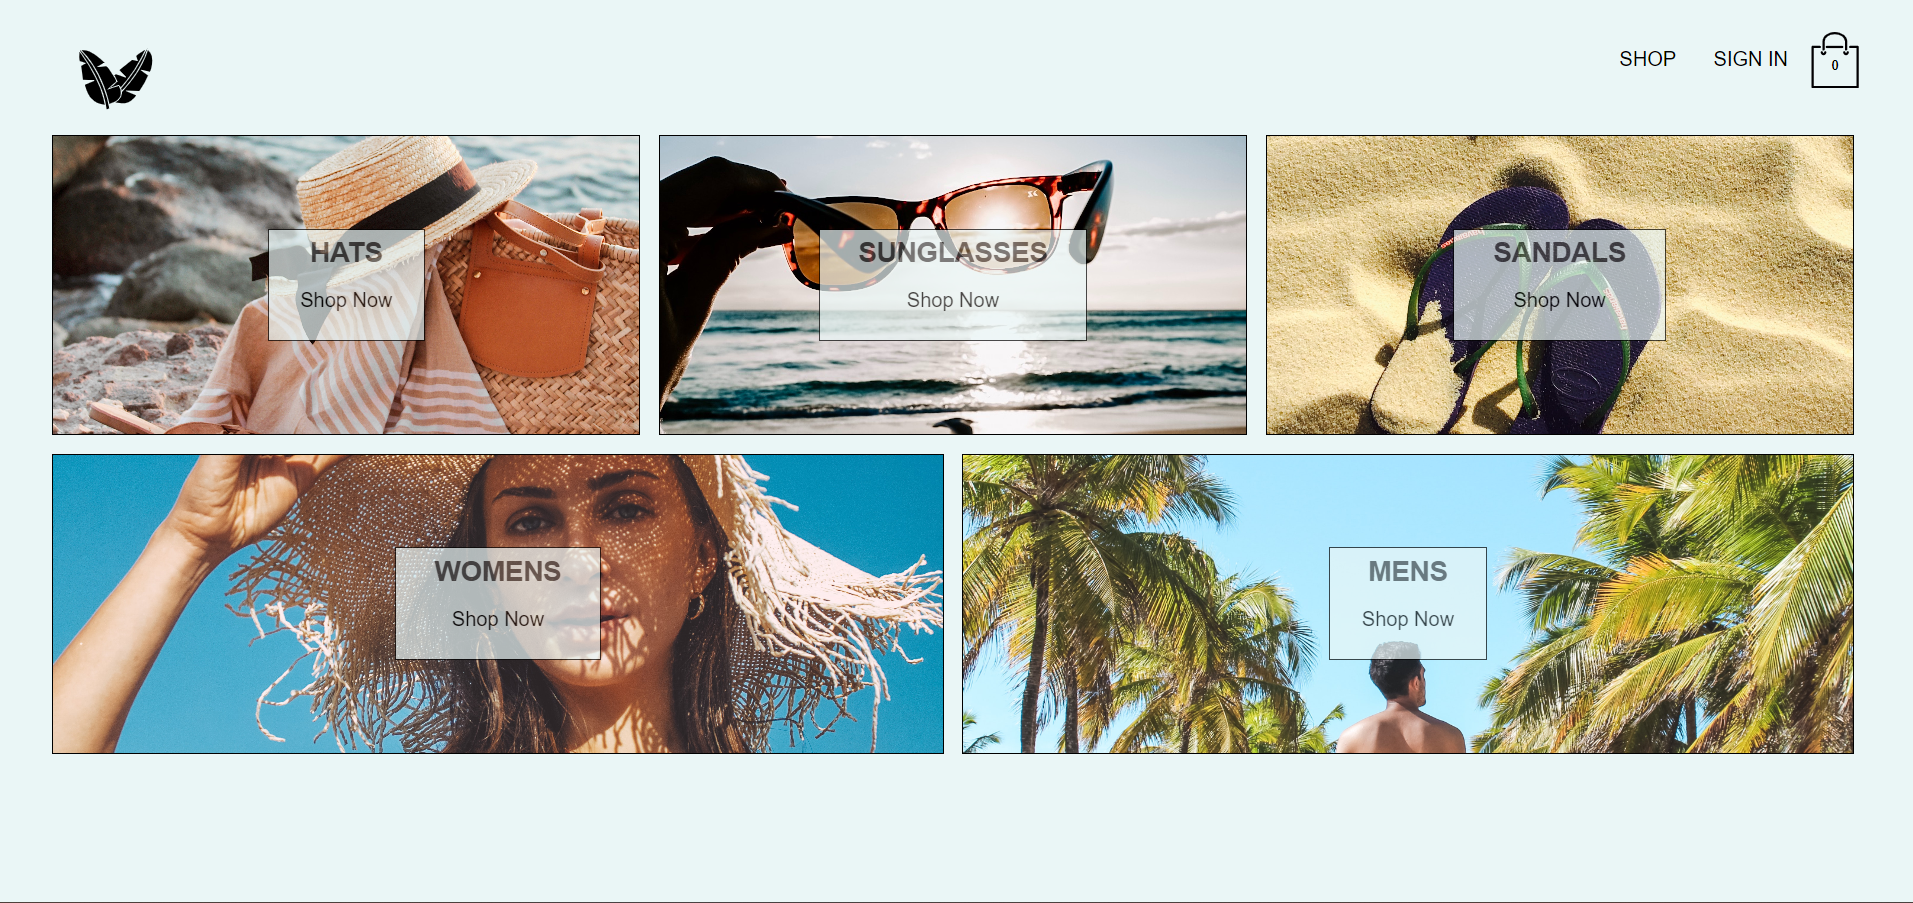 SHOP
SIGN IN
0
HATS
Shop Now
SUNGLASSES
Shop Now
SANDALS
Shop Now
WOMENS
Shop Now
MENS
Shop Now